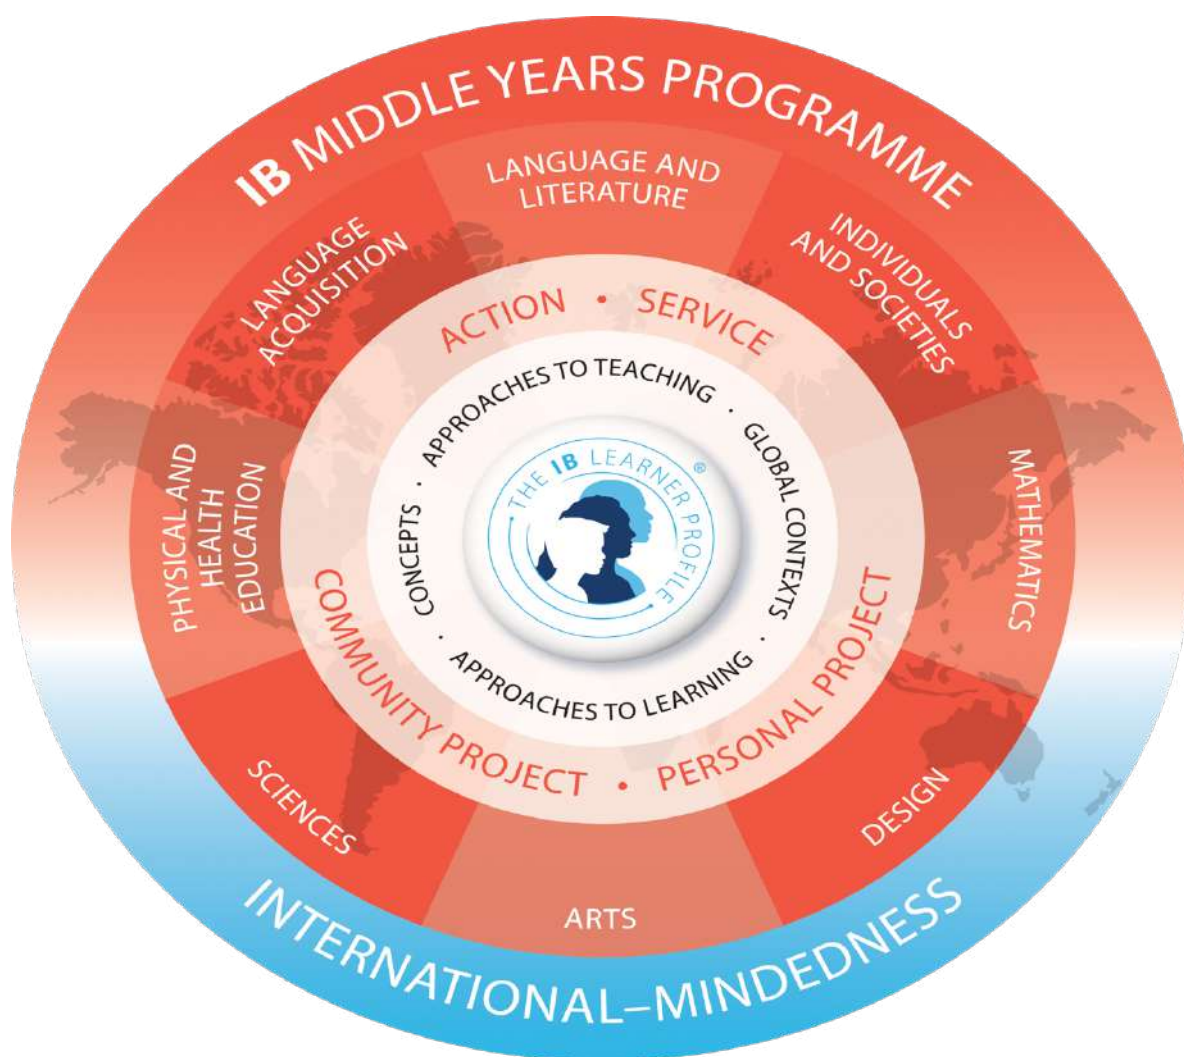 IB MIDDLE YEARS PROGRAMME
LANGUAGE AND
LITERATURE
INDIVIDUALS
AND SOCIETIES
MATHEMATICS
DESIGN
ARTS
SCIENCES
PHYSICAL AND
HEALTH
EDUCATION
LANGUAGE
ACQUISITION
ACTION • SERVICE
COMMUNITY PROJECT • PERSONAL PROJECT
APPROACHES TO TEACHING · GLOBAL CONTEXTS ·
APPROACHES TO LEARNING · CONCEPTS ·
THE IB LEARNER PROFILE ®
INTERNATIONAL–MINDEDNESS